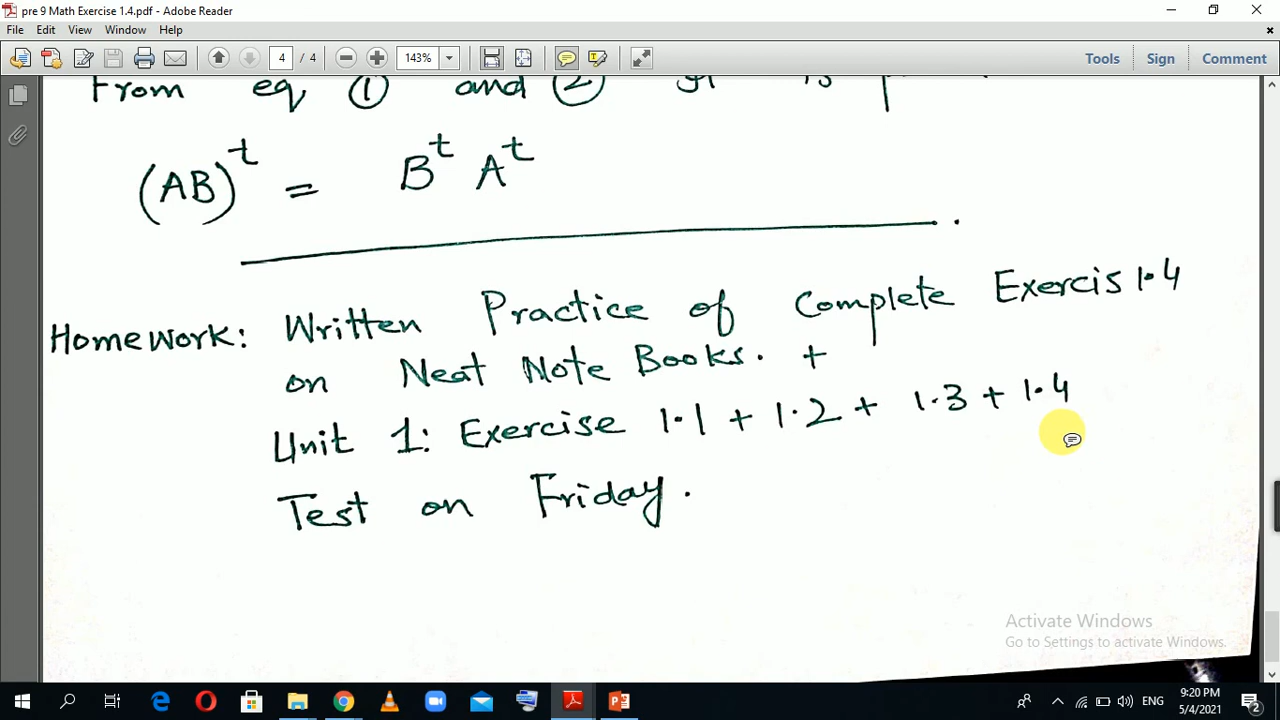 pre 9 Math Exercise 1.4.pdf - Adobe Reader
File Edit View Window Help
4 / 4 143% Tools Sign Comment
From eq ① and ②
(AB)ᵗ = Bᵗ Aᵗ
Homework: Written Practice of Complete Exercis 1.4
on Neat Note Books. +
Unit 1: Exercise 1.1 + 1.2 + 1.3 + 1.4
Test on Friday.
Activate Windows
Go to Settings to activate Windows.
ENG
9:20 PM
5/4/2021
2